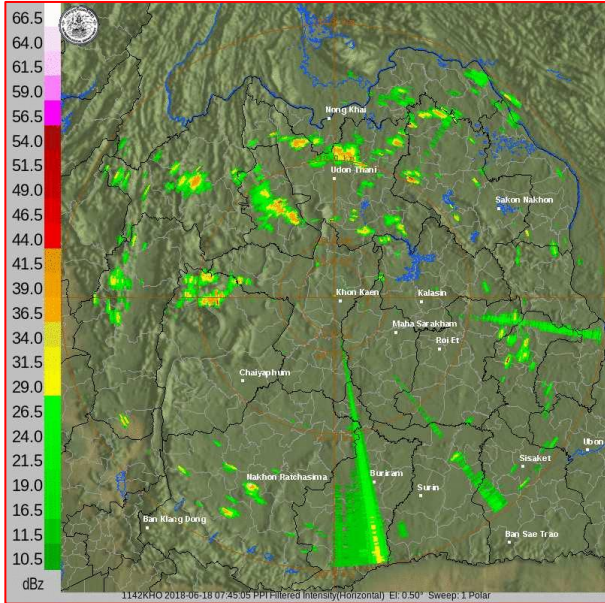 66.5
64.0
61.5
59.0
56.5
54.0
51.5
49.0
46.5
44.0
41.5
39.0
36.5
34.0
31.5
29.0
26.5
24.0
21.5
19.0
16.5
11.5
10.5
dBz
Nong Khai
Udon Thani
Sakon Nakhon
Khon Kaen
Kalasin
Maha Sarakham
Roi Et
Chaiyaphum
Ubon
Sisaket
Nakhon Ratchasima
Buriram
Surin
Ban Klang Dong
Ban Sae Trao
1142KHO 2018-06-18 07:45:05 PPI Filtered Intensity(Horizontal) El: 0.50° Sweep: 1 Polar